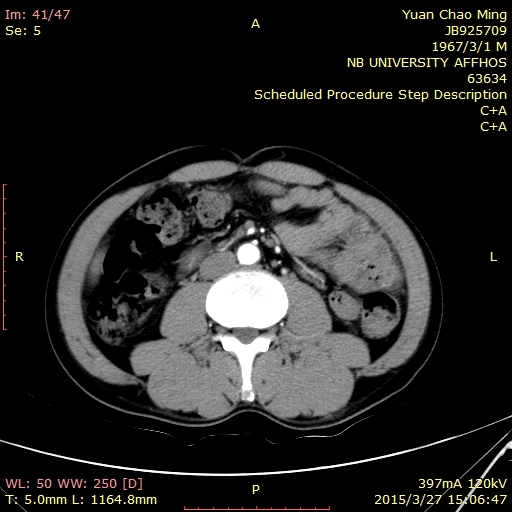 Im: 41/47
Se: 5
A
Yuan Chao Ming
JB925709
1967/3/1 M
NB UNIVERSITY AFFHOS
63634
Scheduled Procedure Step Description
C+A
C+A
R
L
WL: 50 WW: 250 [D]
T: 5.0mm L: 1164.8mm
P
397mA 120kV
2015/3/27 15:06:47